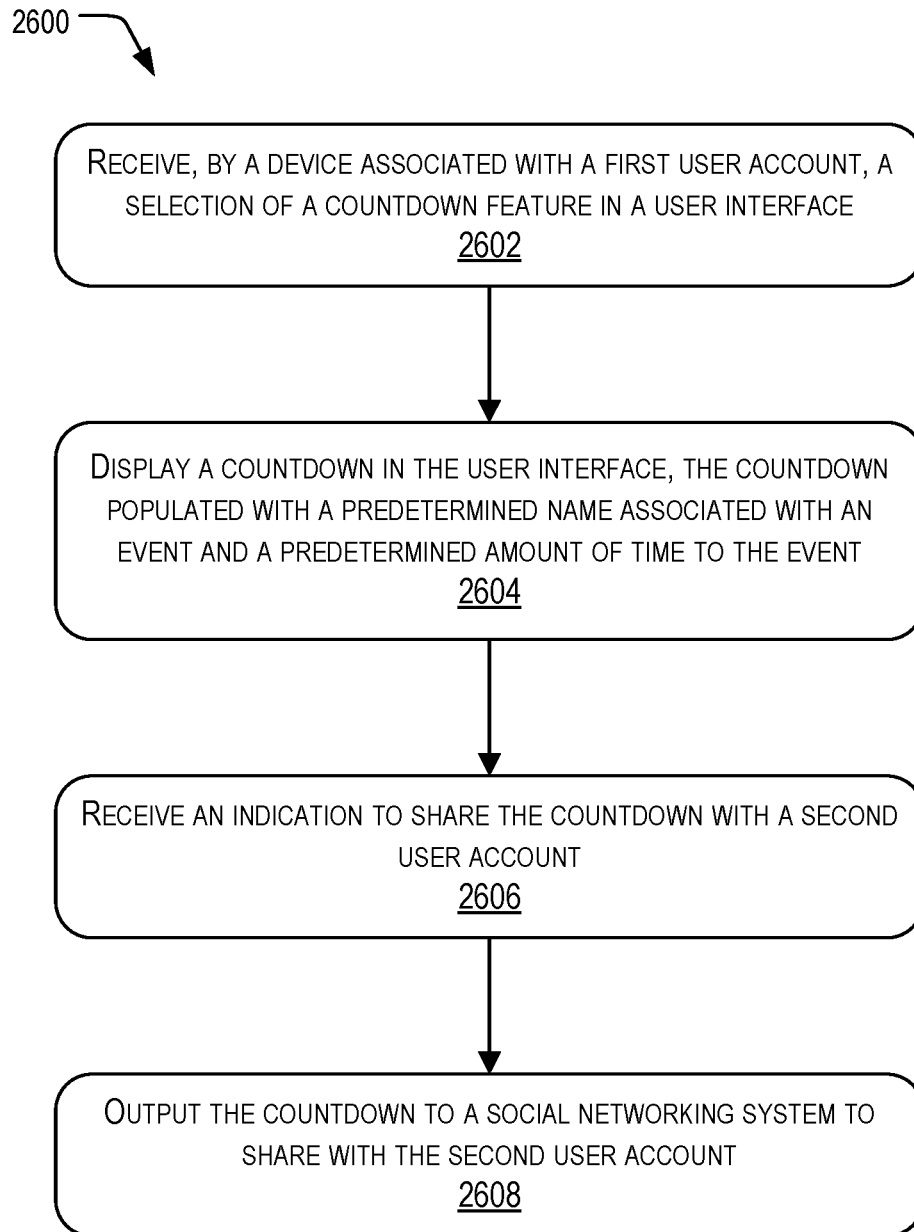 2600
RECEIVE, BY A DEVICE ASSOCIATED WITH A FIRST USER ACCOUNT, A
SELECTION OF A COUNTDOWN FEATURE IN A USER INTERFACE
2602
DISPLAY A COUNTDOWN IN THE USER INTERFACE, THE COUNTDOWN
POPULATED WITH A PREDETERMINED NAME ASSOCIATED WITH AN
EVENT AND A PREDETERMINED AMOUNT OF TIME TO THE EVENT
2604
RECEIVE AN INDICATION TO SHARE THE COUNTDOWN WITH A SECOND
USER ACCOUNT
2606
OUTPUT THE COUNTDOWN TO A SOCIAL NETWORKING SYSTEM TO
SHARE WITH THE SECOND USER ACCOUNT
2608